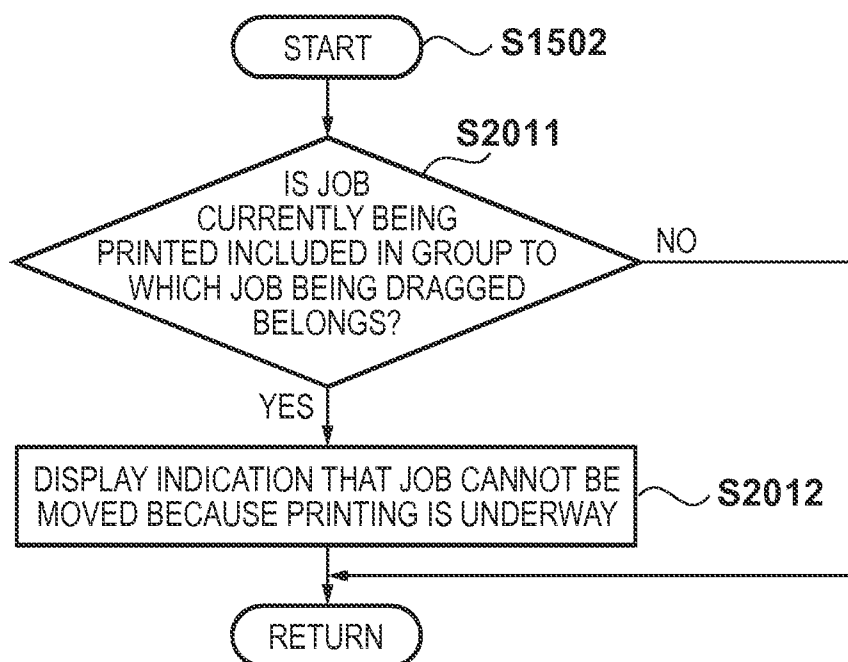 START
S1502
S2011
IS JOB
CURRENTLY BEING
PRINTED INCLUDED IN GROUP TO
WHICH JOB BEING DRAGGED
BELONGS?
NO
YES
DISPLAY INDICATION THAT JOB CANNOT BE
MOVED BECAUSE PRINTING IS UNDERWAY
S2012
RETURN